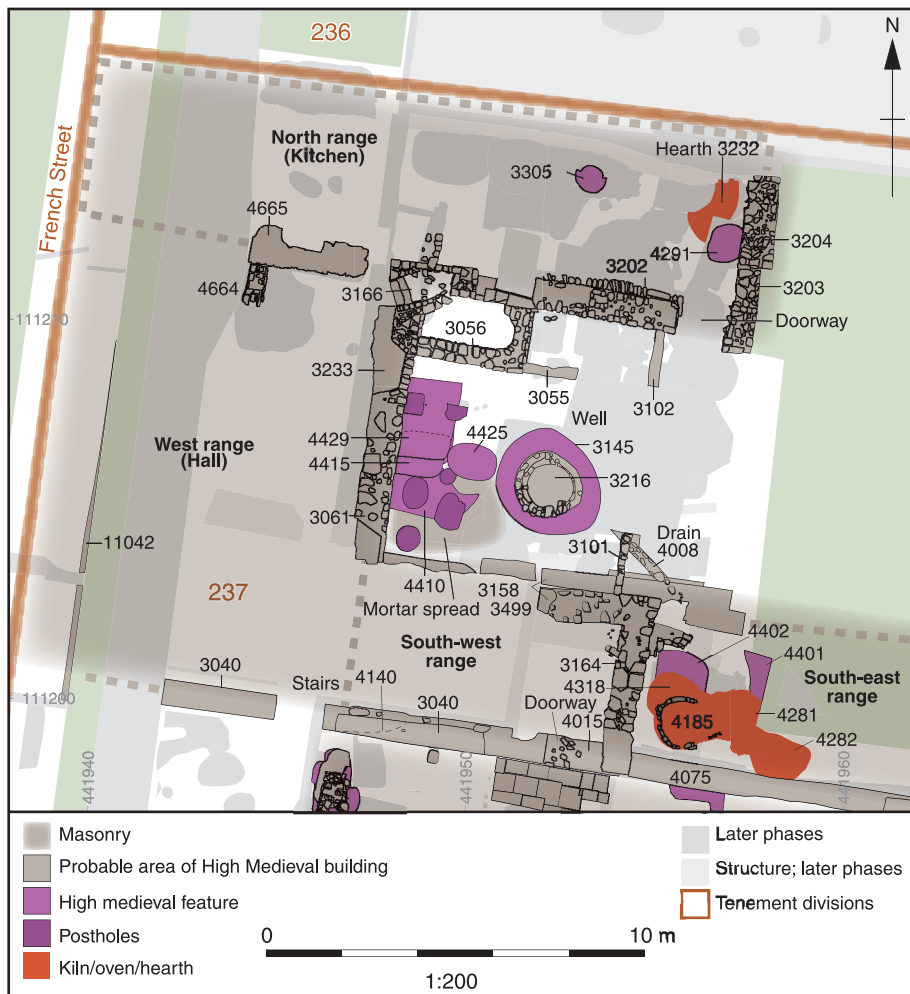 236
N
French Street
North range
(Kitchen)
Hearth 3232
3305
4665
3204
4291
3202
4664
3166
3203
111210
3056
Doorway
3233
3055
3102
Well
West range
(Hall)
4425
3145
4429
4415
3216
3061
Drain
4008
3101
11042
4410
3158
Mortar spread
3499
237
4402
South-west
range
4401
3164
3040
Stairs
4140
4318
South-east
range
111200
Doorway
3040
4015
4185
4281
4282
4075
441940
441950
441960
Masonry
Probable area of High Medieval building
High medieval feature
Postholes
Kiln/oven/hearth
Later phases
Structure; later phases
Tenement divisions
0
10 m
1:200